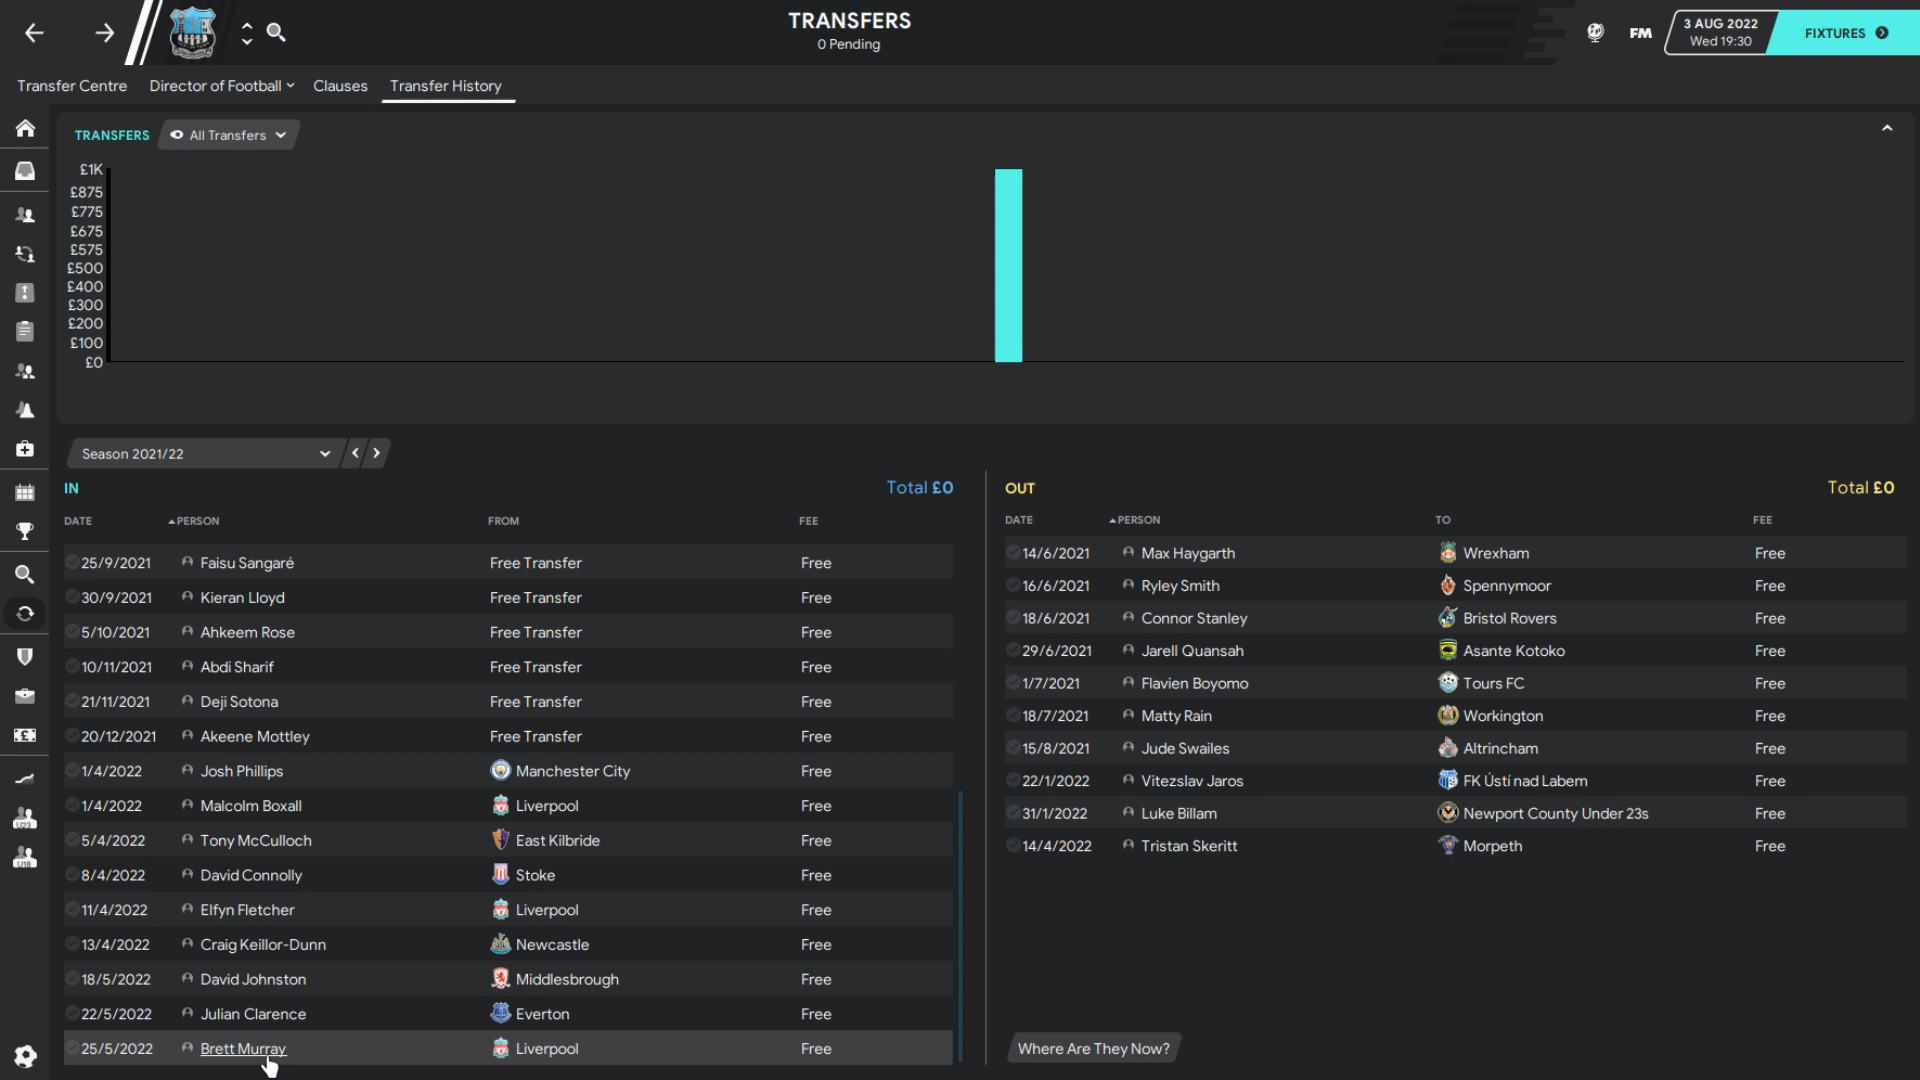 TRANSFERS
0 Pending
FM
3 AUG 2022
Wed 19:30
FIXTURES
Transfer Centre Director of Football Clauses Transfer History
TRANSFERS All Transfers
£1K
£875
£775
£675
£575
£500
£400
£300
£200
£100
£0
Season 2021/22
IN Total £0
DATE PERSON FROM FEE
25/9/2021 Faisu Sangaré Free Transfer Free
30/9/2021 Kieran Lloyd Free Transfer Free
5/10/2021 Ahkeem Rose Free Transfer Free
10/11/2021 Abdi Sharif Free Transfer Free
21/11/2021 Deji Sotona Free Transfer Free
20/12/2021 Akeene Mottley Free Transfer Free
1/4/2022 Josh Phillips Manchester City Free
1/4/2022 Malcolm Boxall Liverpool Free
5/4/2022 Tony McCulloch East Kilbride Free
8/4/2022 David Connolly Stoke Free
11/4/2022 Elfyn Fletcher Liverpool Free
13/4/2022 Craig Keillor-Dunn Newcastle Free
18/5/2022 David Johnston Middlesbrough Free
22/5/2022 Julian Clarence Everton Free
25/5/2022 Brett Murray Liverpool Free
OUT Total £0
DATE PERSON TO FEE
14/6/2021 Max Haygarth Wrexham Free
16/6/2021 Ryley Smith Spennymoor Free
18/6/2021 Connor Stanley Bristol Rovers Free
29/6/2021 Jarell Quansah Asante Kotoko Free
1/7/2021 Flavien Boyomo Tours FC Free
18/7/2021 Matty Rain Workington Free
15/8/2021 Jude Swailes Altrincham Free
22/1/2022 Vitezslav Jaros FK Ústí nad Labem Free
31/1/2022 Luke Billam Newport County Under 23s Free
14/4/2022 Tristan Skeritt Morpeth Free
Where Are They Now?
U23
U18